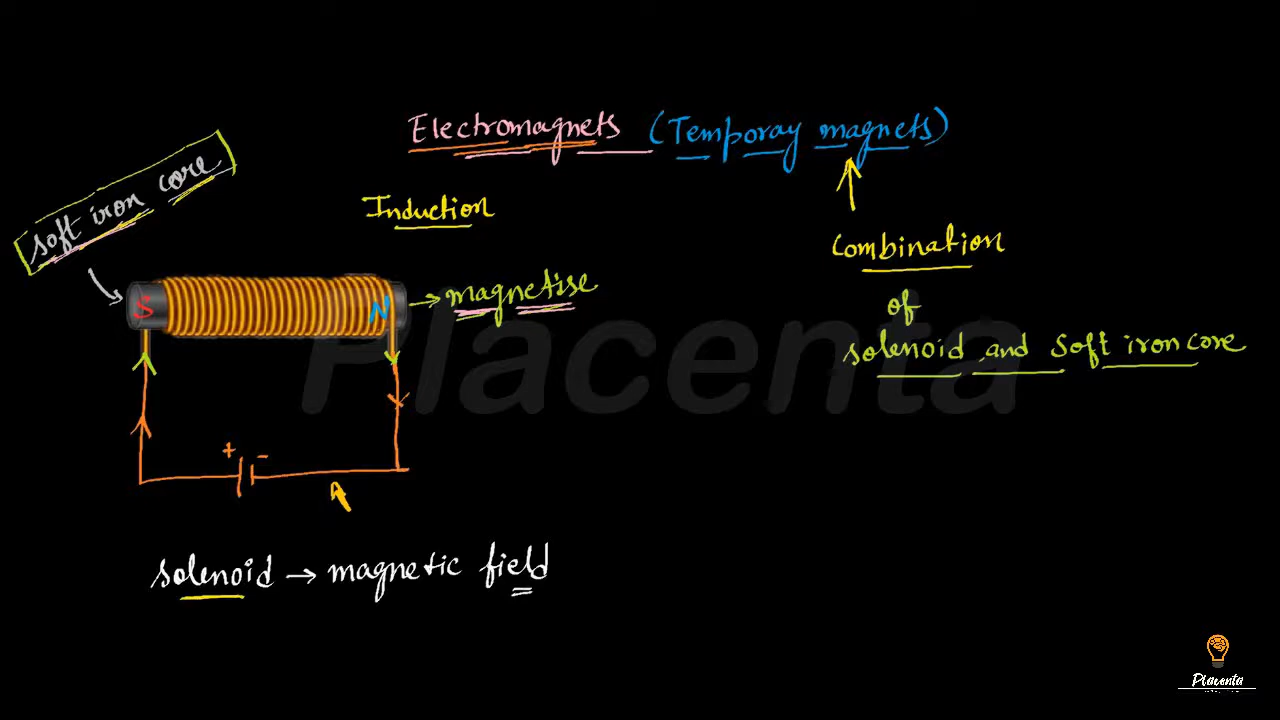 Electromagnets (Temporay magnets)
soft iron core
Induction
combination
of
solenoid and soft iron core
S
N
→ magnetise
Placenta
+ -
solenoid → magnetic field
Placenta